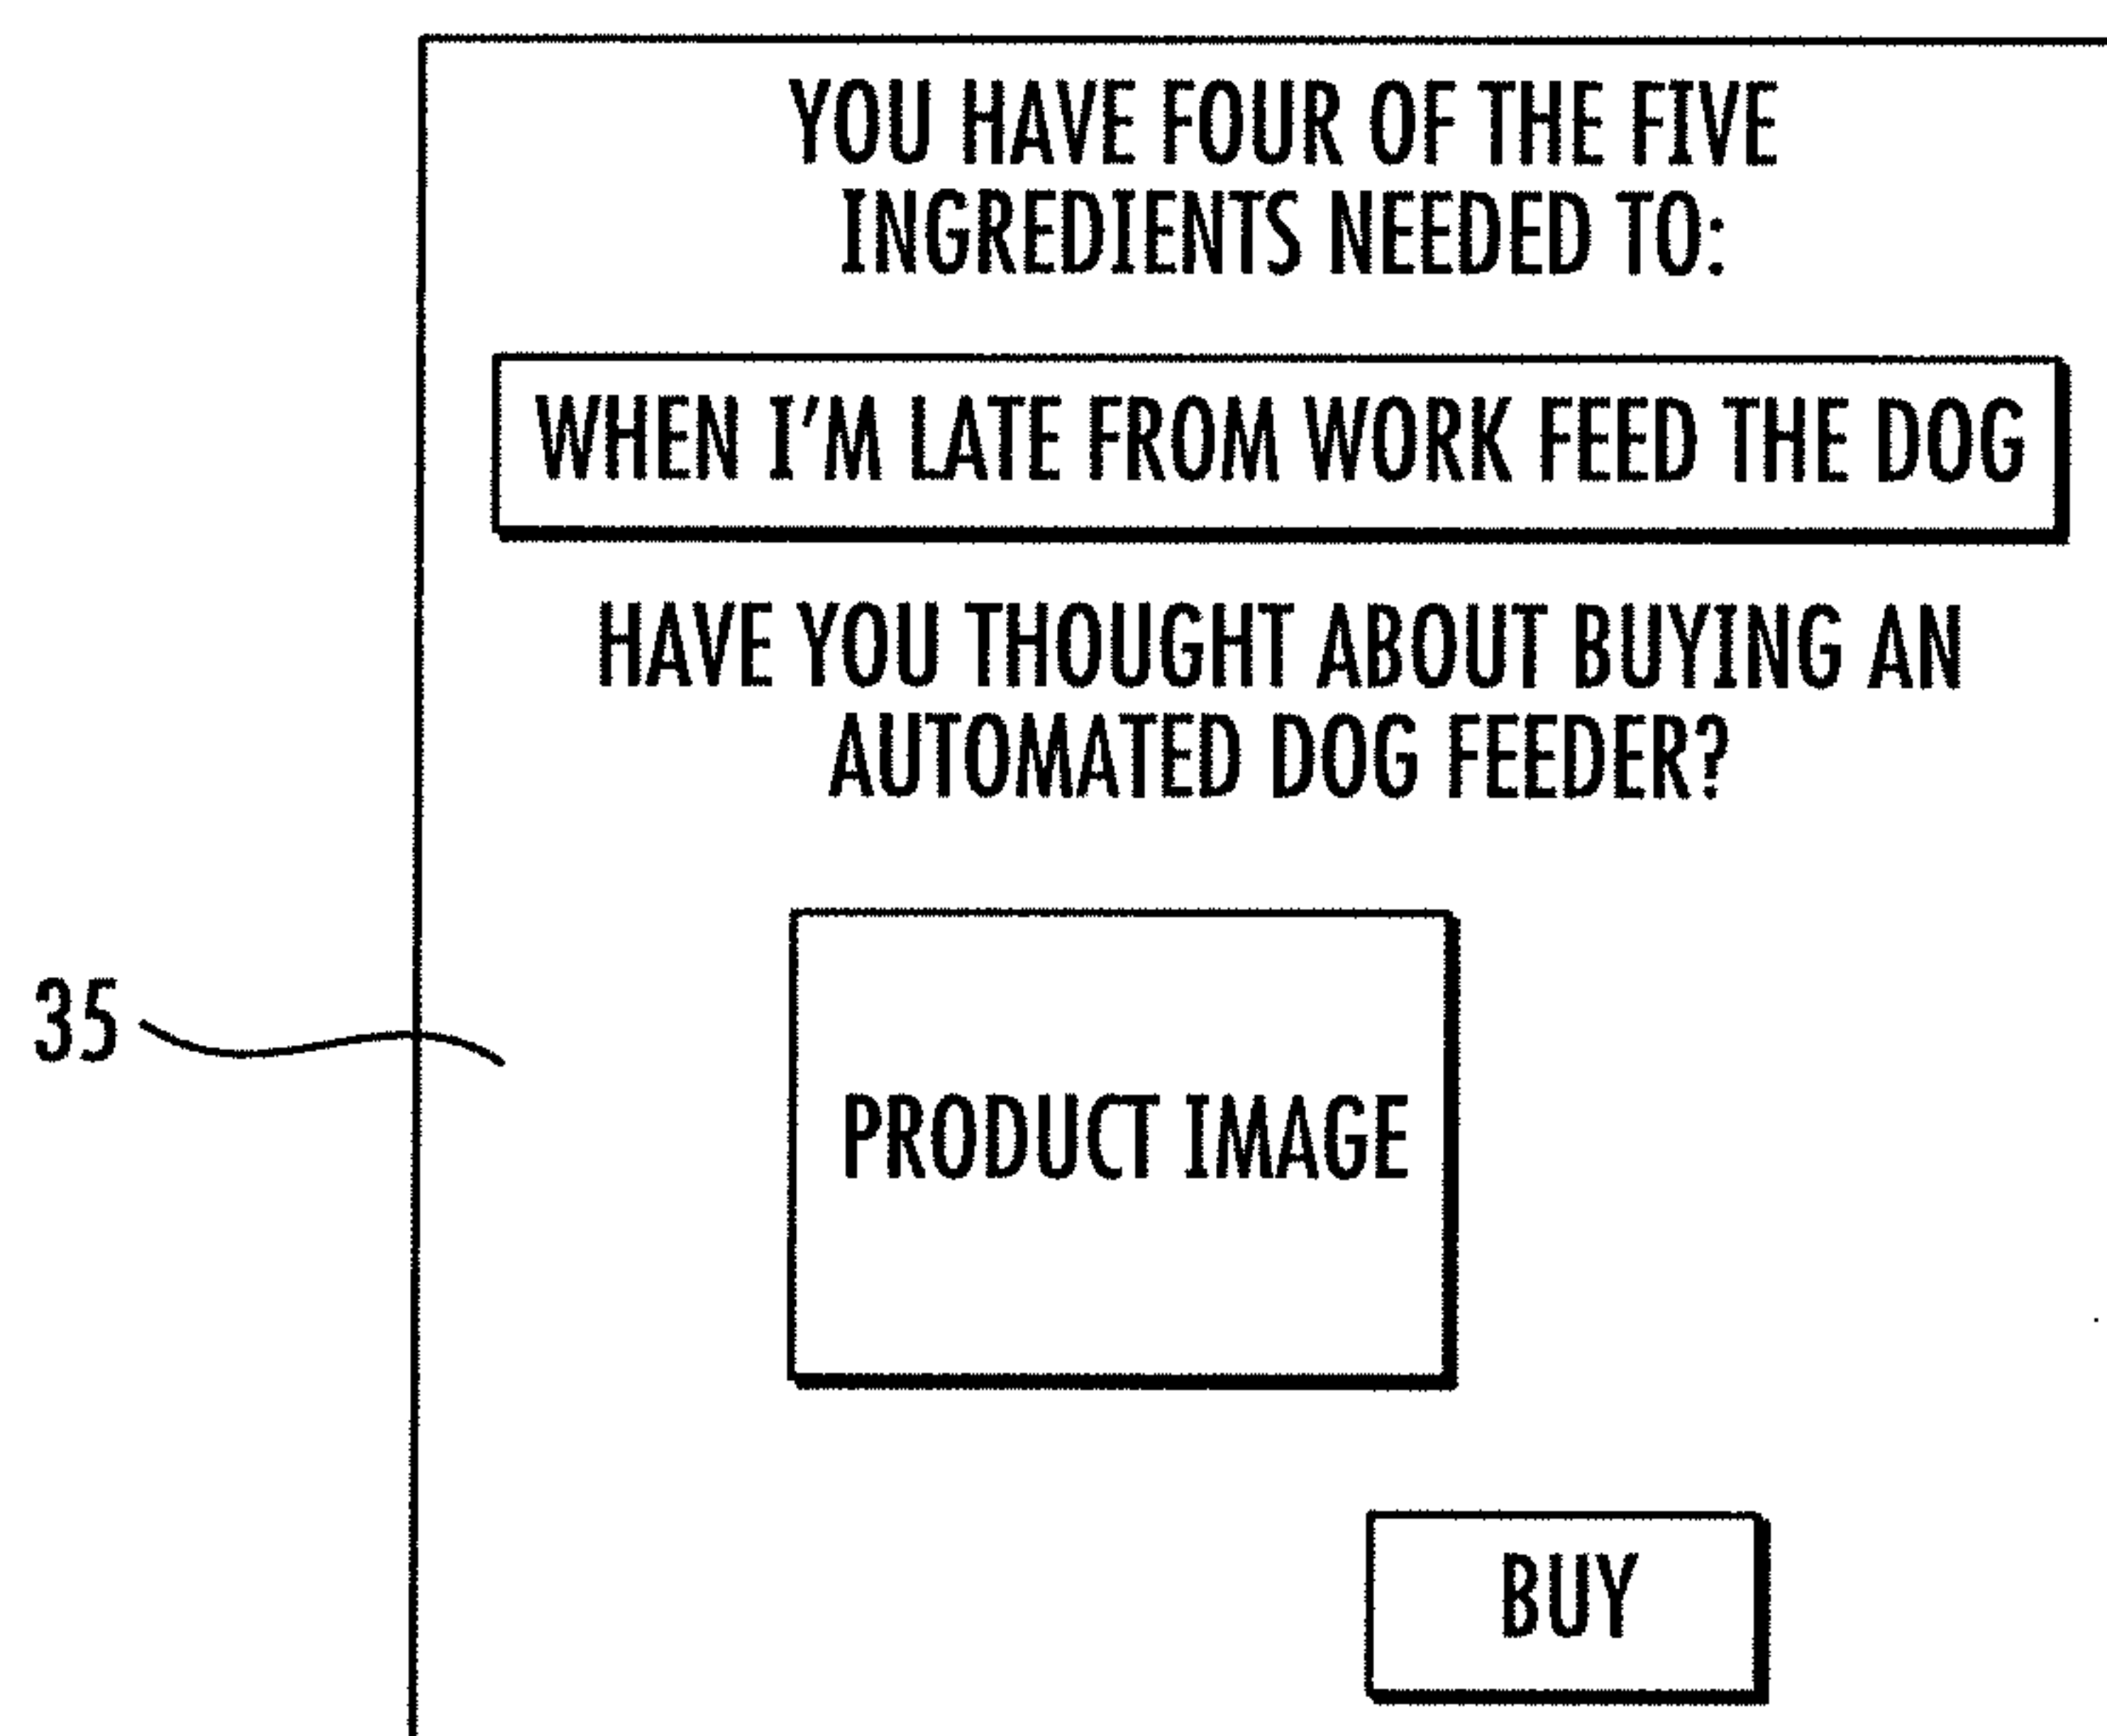 YOU HAVE FOUR OF THE FIVE
INGREDIENTS NEEDED TO:
WHEN I'M LATE FROM WORK FEED THE DOG
HAVE YOU THOUGHT ABOUT BUYING AN
AUTOMATED DOG FEEDER?
35
PRODUCT IMAGE
BUY